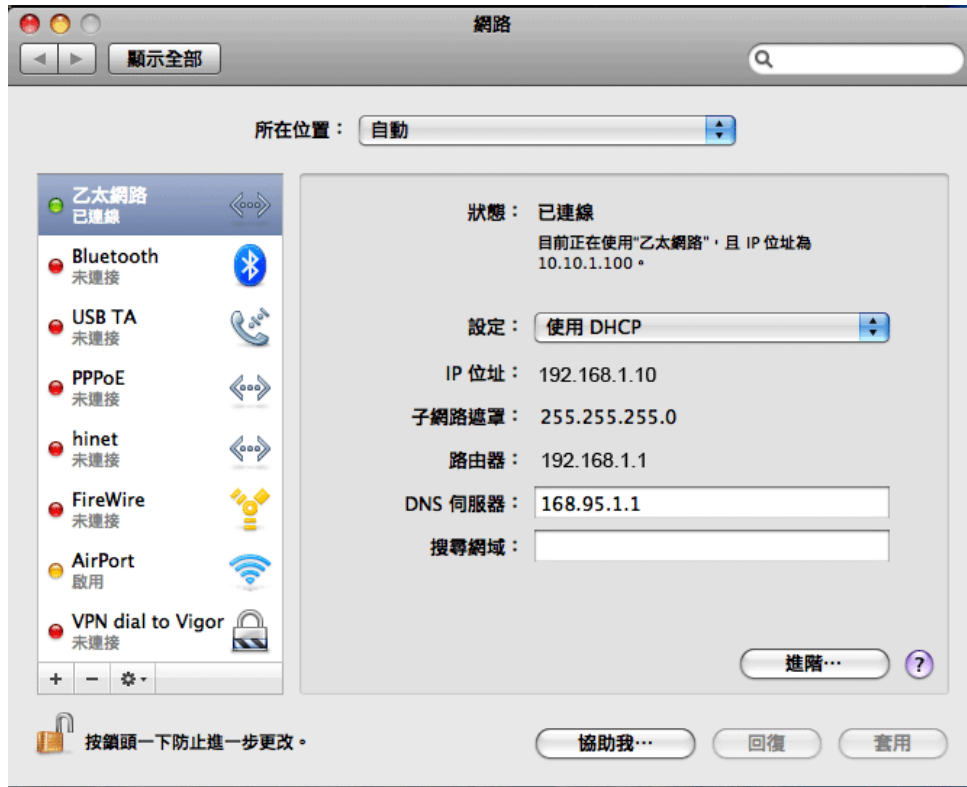 網路
顯示全部
所在位置： 自動
乙太網路
已連線
Bluetooth
未連接
USB TA
未連接
PPPoE
未連接
hinet
未連接
FireWire
未連接
AirPort
啟用
VPN dial to Vigor
未連接
狀態： 已連線
目前正在使用"乙太網路"，且 IP 位址為
10.10.1.100。
設定： 使用 DHCP
IP 位址： 192.168.1.10
子網路遮罩： 255.255.255.0
路由器： 192.168.1.1
DNS 伺服器： 168.95.1.1
搜尋網域：
進階… ?
按鎖頭一下防止進一步更改。
協助我… 回復 套用